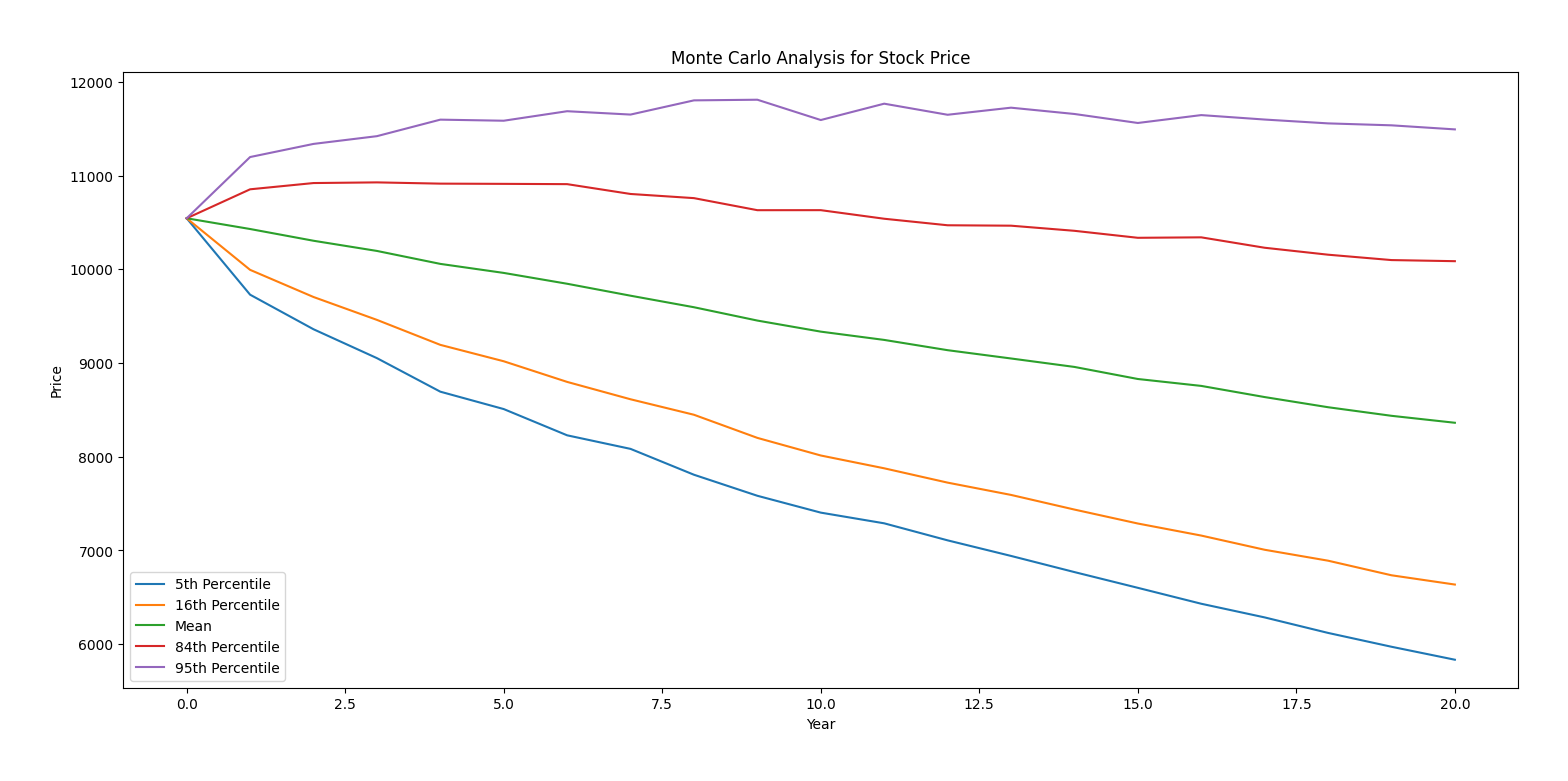 Monte Carlo Analysis for Stock Price
12000
11000
10000
9000
8000
7000
6000
Price
5th Percentile
16th Percentile
Mean
84th Percentile
95th Percentile
0.0 2.5 5.0 7.5 10.0 12.5 15.0 17.5 20.0
Year